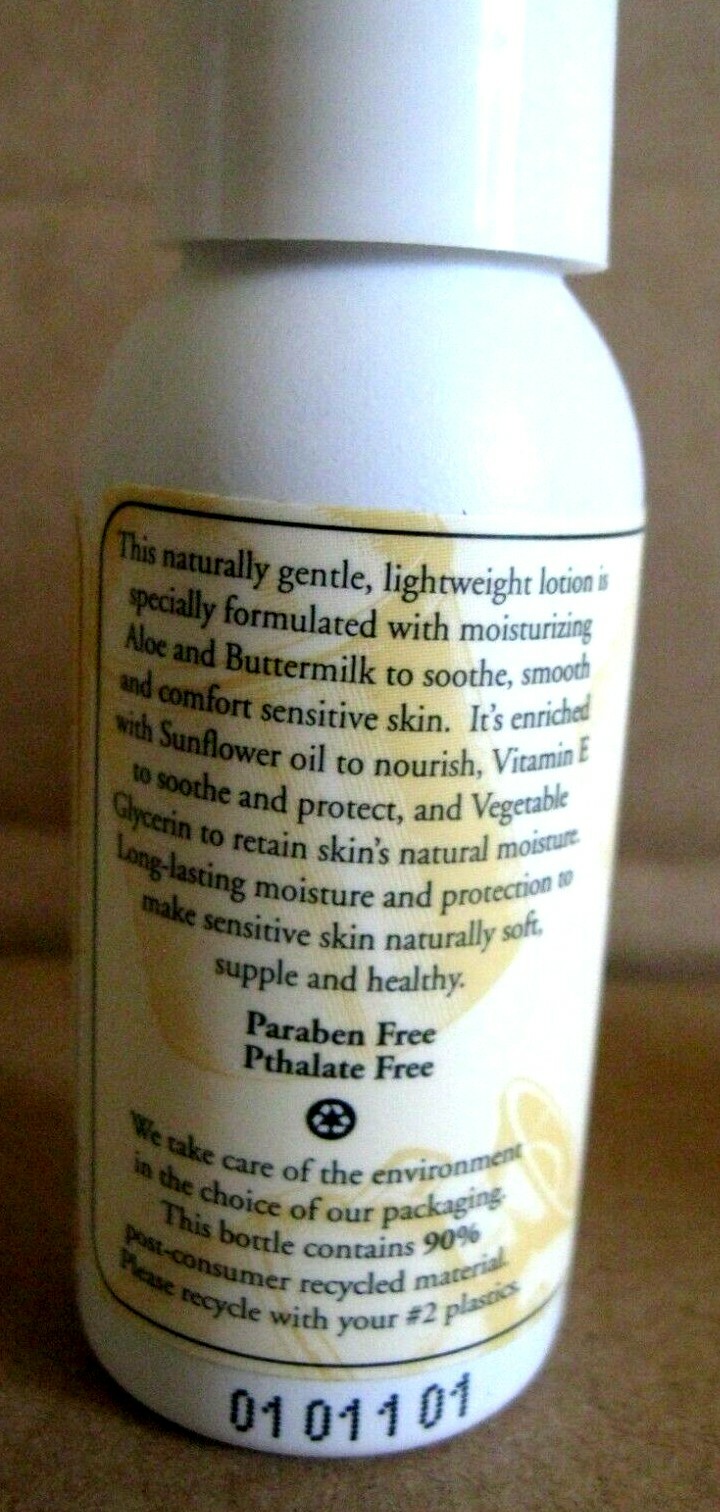 This naturally gentle, lightweight lotion is
specially formulated with moisturizing
Aloe and Buttermilk to soothe, smooth
and comfort sensitive skin. It's enriched
with Sunflower oil to nourish, Vitamin E
to soothe and protect, and Vegetable
Glycerin to retain skin's natural moisture.
Long-lasting moisture and protection to
make sensitive skin naturally soft,
supple and healthy.
Paraben Free
Pthalate Free
We take care of the environment
in the choice of our packaging.
This bottle contains 90%
post-consumer recycled material.
Please recycle with your #2 plastics.
0101101